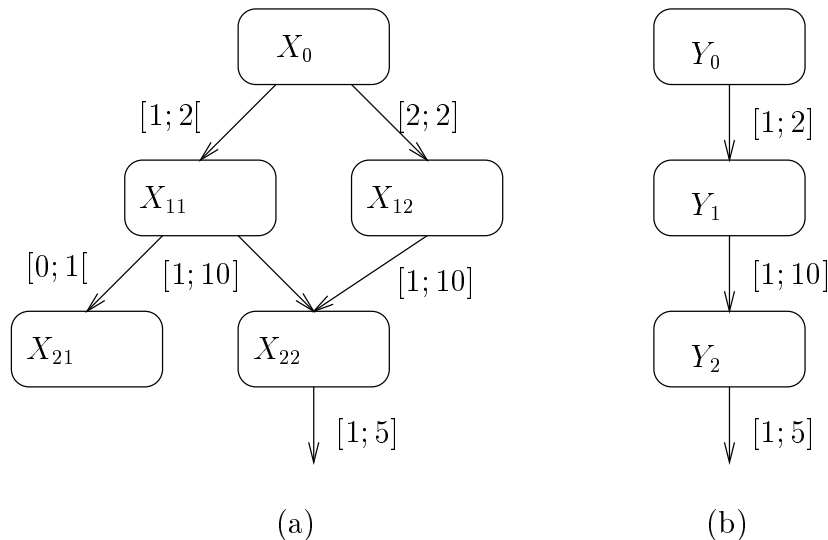 X₀
Y₀
[1; 2[
[2; 2]
[1; 2]
X₁₁
X₁₂
Y₁
[0; 1[
[1; 10]
[1; 10]
[1; 10]
X₂₁
X₂₂
Y₂
[1; 5]
[1; 5]
(a)
(b)